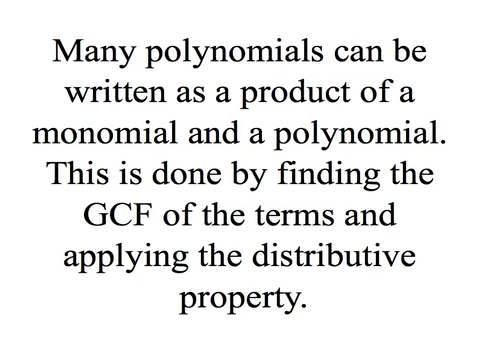 Many polynomials can be
written as a product of a
monomial and a polynomial.
This is done by finding the
GCF of the terms and
applying the distributive
property.